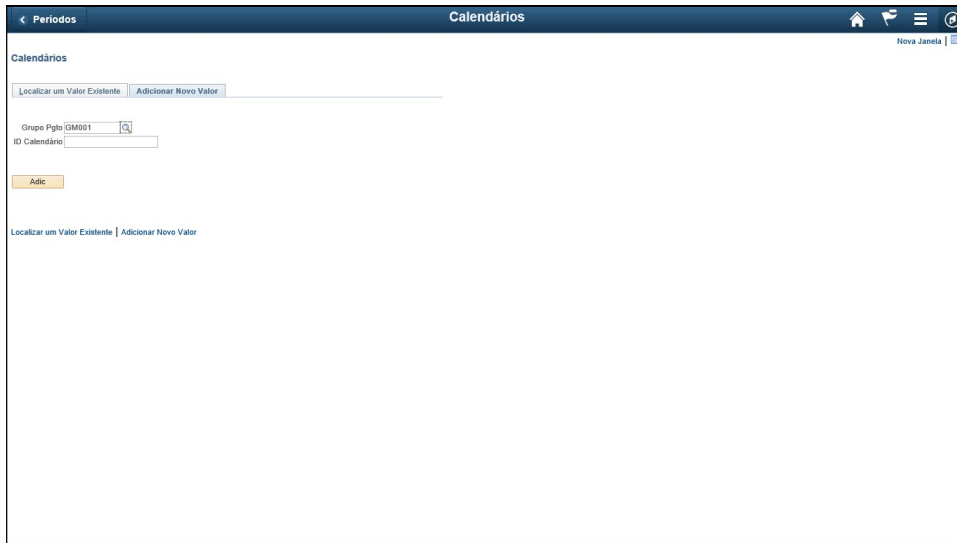 Períodos
Calendários
Nova Janela |
Calendários
Localizar um Valor Existente
Adicionar Novo Valor
Grupo Pgto GM001
ID Calendário
Adic
Localizar um Valor Existente | Adicionar Novo Valor